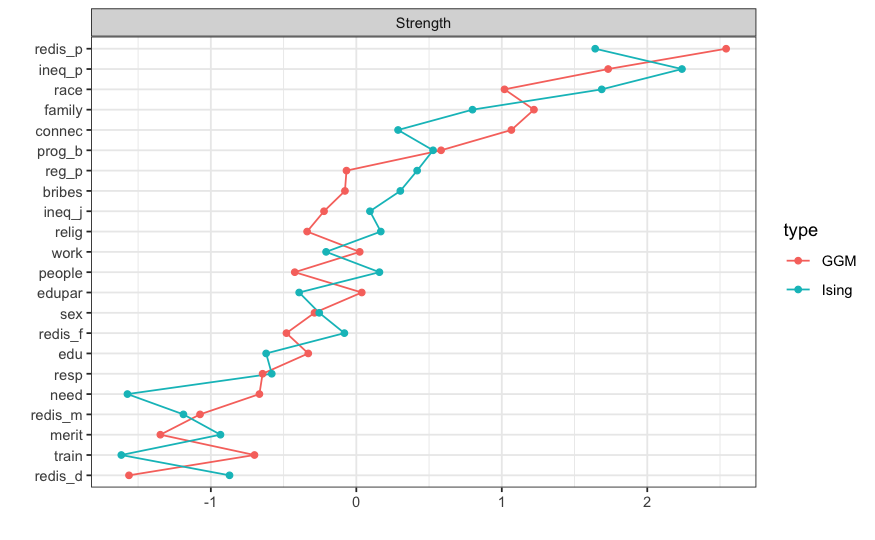 Strength
redis_p
ineq_p
race
family
connec
prog_b
reg_p
bribes
ineq_j
relig
work
people
edupar
sex
redis_f
edu
resp
need
redis_m
merit
train
redis_d
-1 0 1 2
type
GGM
Ising